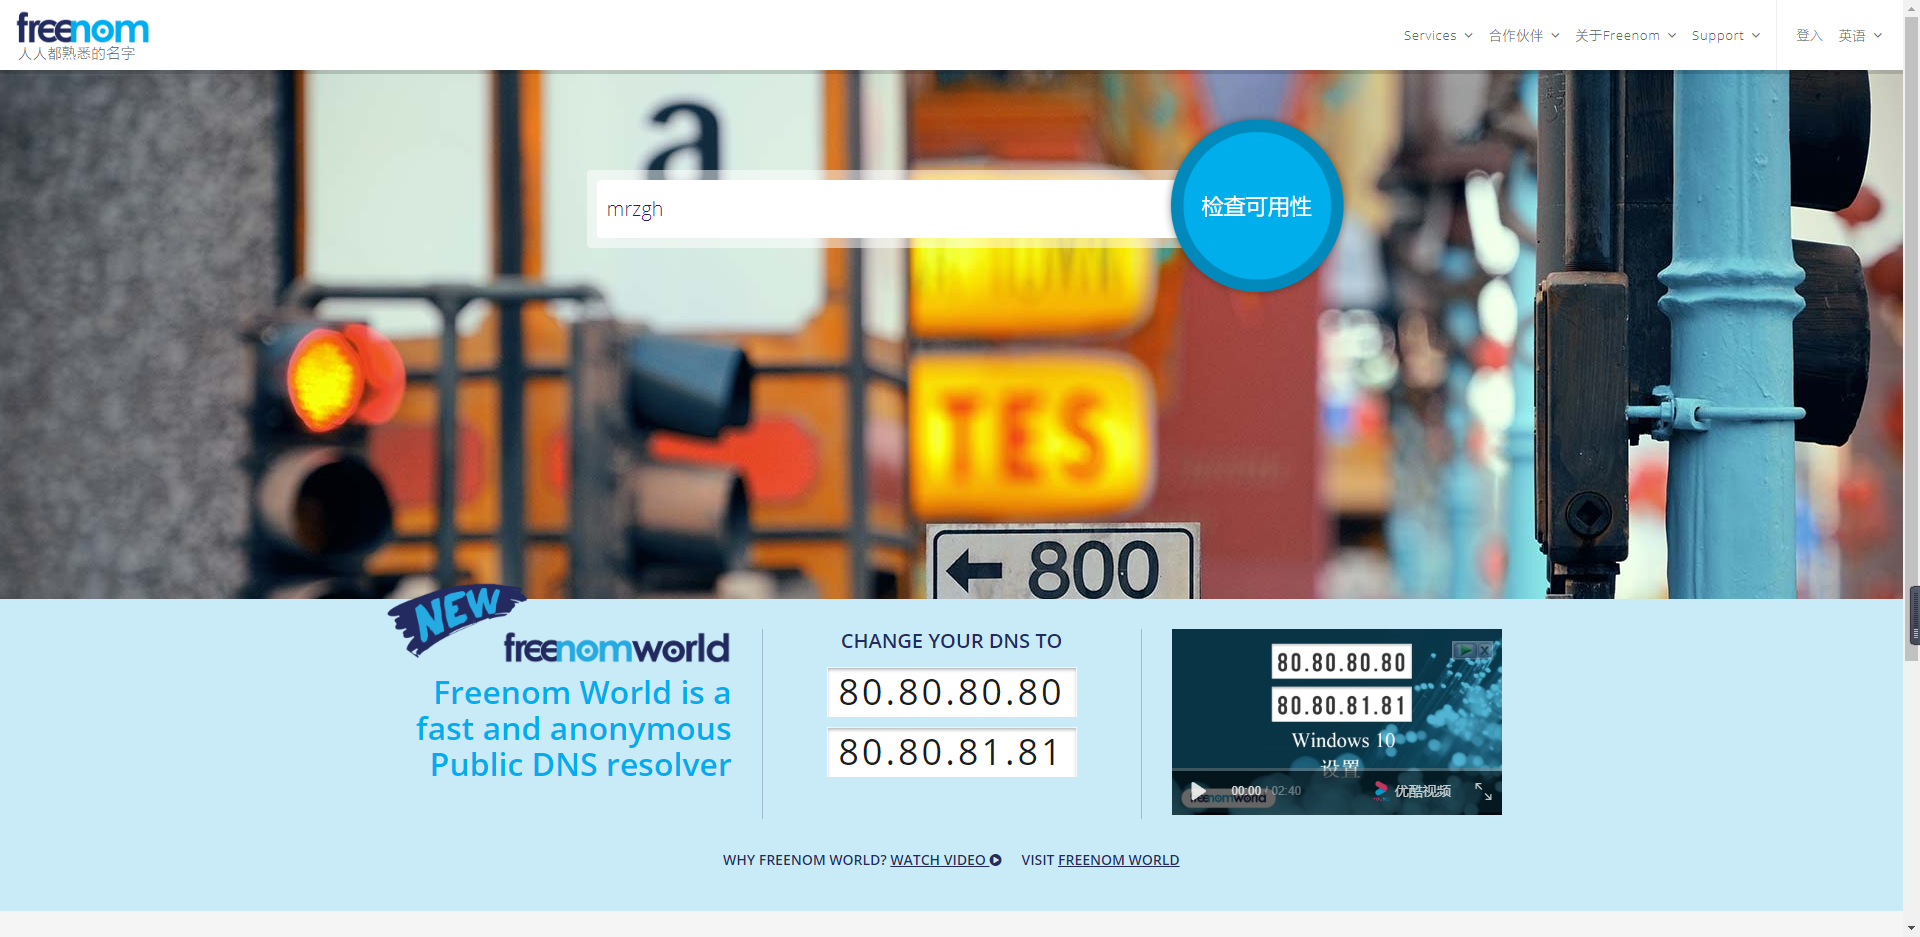 freenom
人人都熟悉的名字
Services
合作伙伴
关于Freenom
Support
登入
英语
a
mrzgh
检查可用性
TES
800
NEW
freenomworld
Freenom World is a
fast and anonymous
Public DNS resolver
CHANGE YOUR DNS TO
80.80.80.80
80.80.81.81
80.80.80.80
80.80.81.81
Windows 10
设置
00:00 / 02:40
优酷视频
freenomworld
WHY FREENOM WORLD? WATCH VIDEO
VISIT FREENOM WORLD